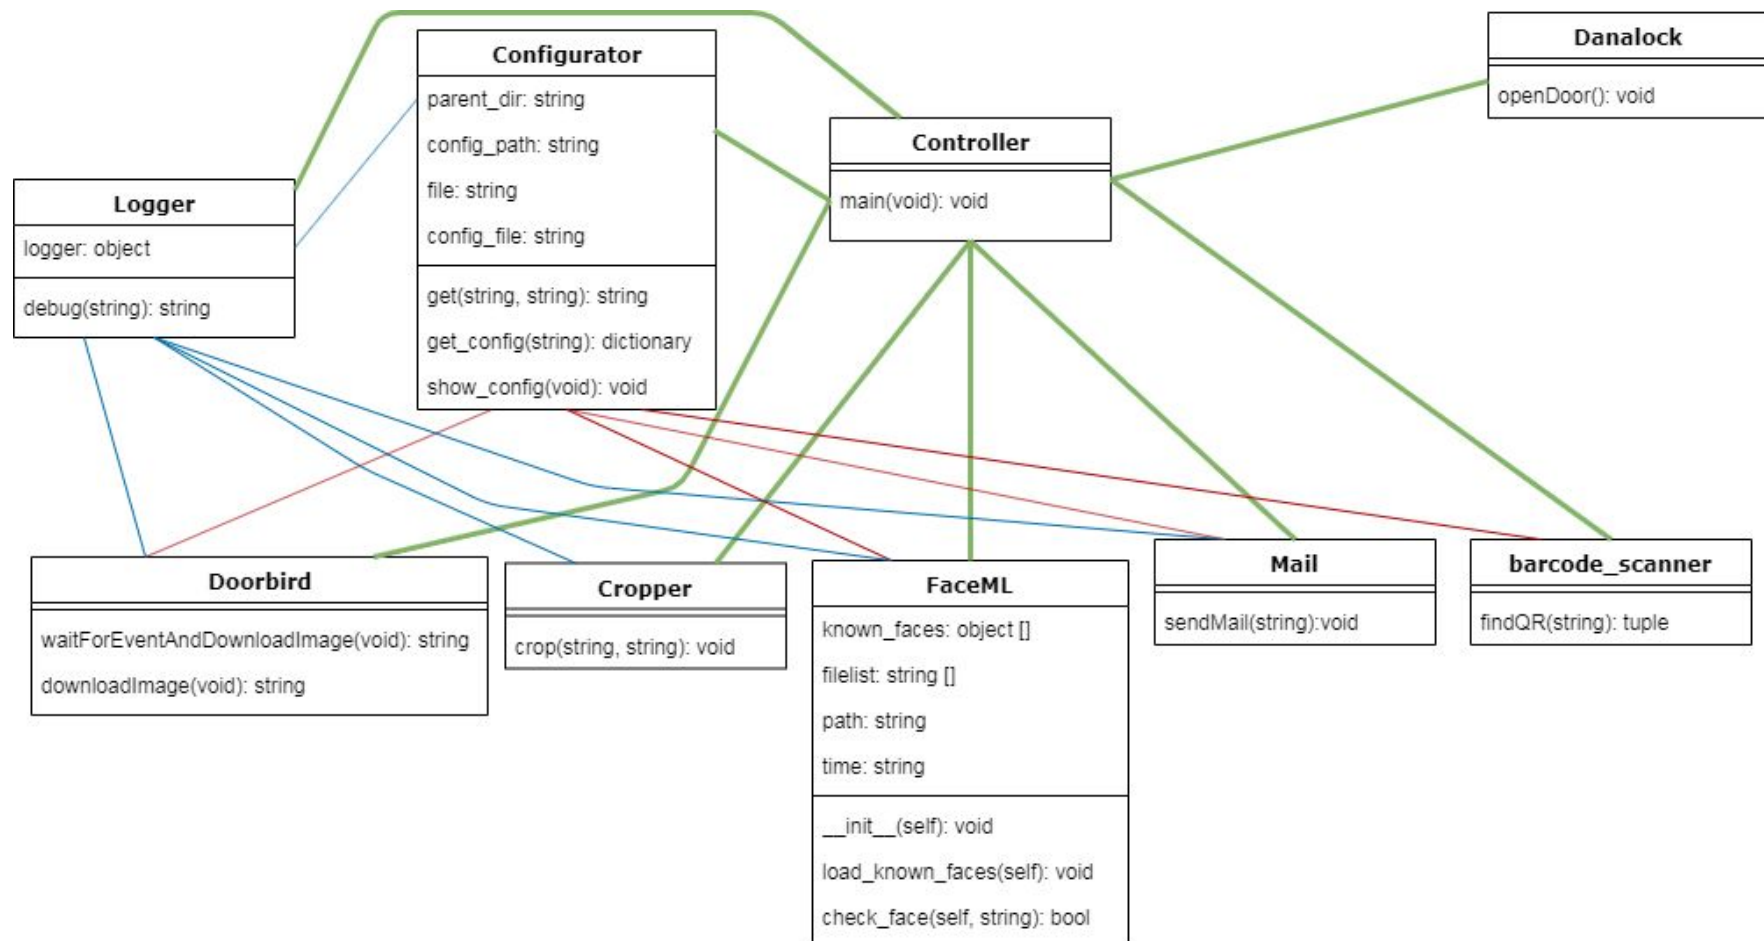 Configurator
parent_dir: string
config_path: string
file: string
config_file: string
get(string, string): string
get_config(string): dictionary
show_config(void): void
Danalock
openDoor(): void
Controller
main(void): void
Logger
logger: object
debug(string): string
Doorbird
waitForEventAndDownloadImage(void): string
downloadImage(void): string
Cropper
crop(string, string): void
FaceML
known_faces: object []
filelist: string []
path: string
time: string
__init__(self): void
load_known_faces(self): void
check_face(self, string): bool
Mail
sendMail(string):void
barcode_scanner
findQR(string): tuple